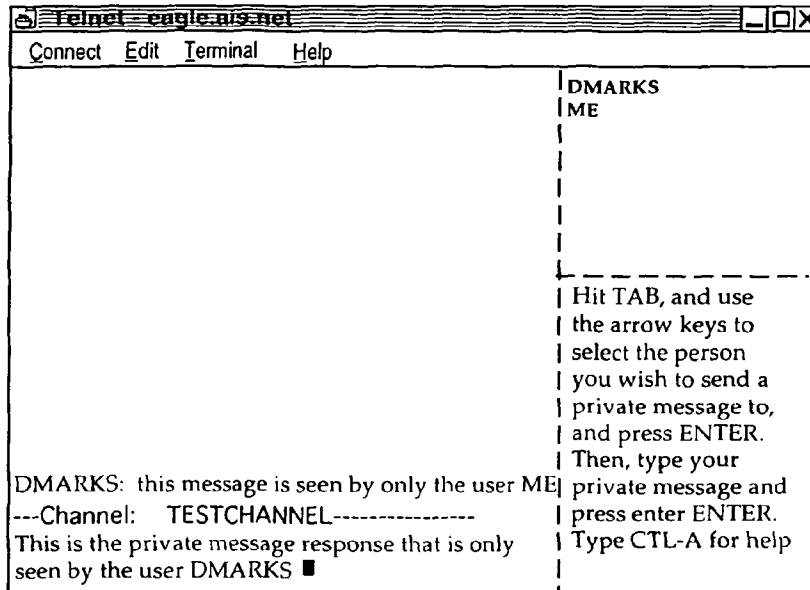 Telnet - eagle.ais.net
Connect Edit Terminal Help
DMARKS
ME
Hit TAB, and use
the arrow keys to
select the person
you wish to send a
private message to,
and press ENTER.
Then, type your
private message and
press enter ENTER.
Type CTL-A for help
DMARKS: this message is seen by only the user ME
---Channel: TESTCHANNEL----------------
This is the private message response that is only
seen by the user DMARKS